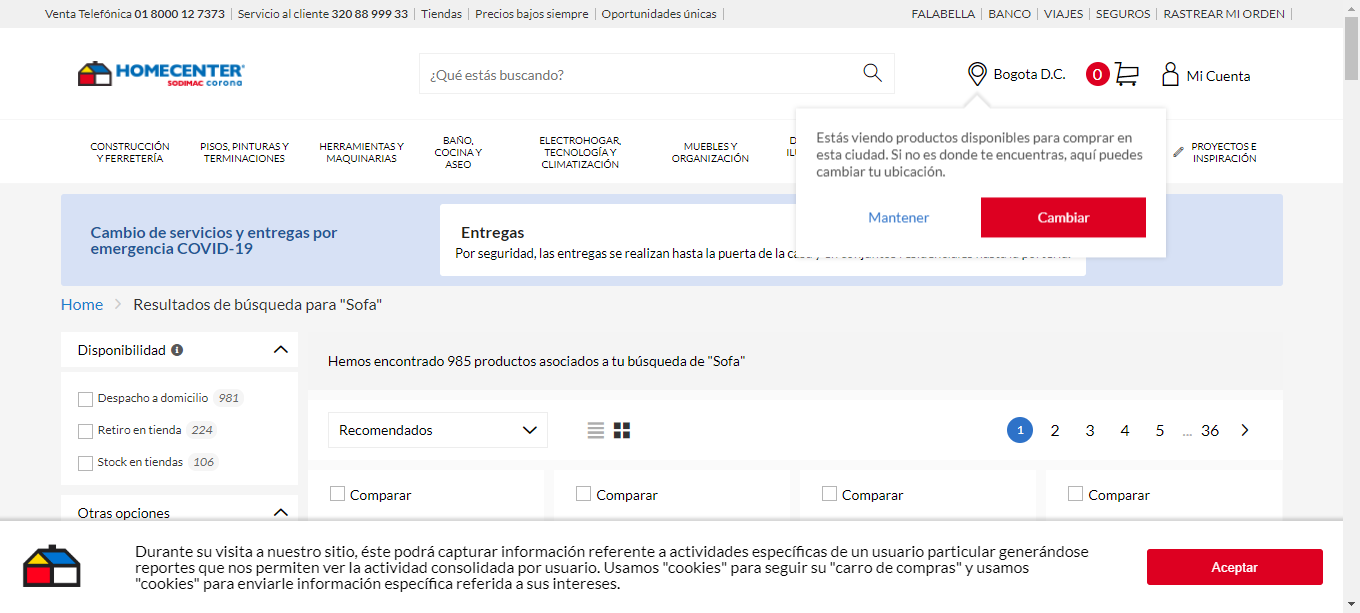 Venta Telefónica 01 8000 12 7373 | Servicio al cliente 320 88 999 33 | Tiendas | Precios bajos siempre | Oportunidades únicas |
FALABELLA | BANCO | VIAJES | SEGUROS | RASTREAR MI ORDEN |
HOMECENTER
SODIMAC corona
¿Qué estás buscando?
Bogota D.C.
0
Mi Cuenta
Estás viendo productos disponibles para comprar en
esta ciudad. Si no es donde te encuentras, aquí puedes
cambiar tu ubicación.
Mantener
Cambiar
CONSTRUCCIÓN
Y FERRETERÍA
PISOS, PINTURAS Y
TERMINACIONES
HERRAMIENTAS Y
MAQUINARIAS
BAÑO,
COCINA Y
ASEO
ELECTROHOGAR,
TECNOLOGÍA Y
CLIMATIZACIÓN
MUEBLES Y
ORGANIZACIÓN
PROYECTOS E
INSPIRACIÓN
Cambio de servicios y entregas por
emergencia COVID-19
Entregas
Por seguridad, las entregas se realizan hasta la puerta de la
Home > Resultados de búsqueda para "Sofa"
Disponibilidad
Despacho a domicilio 981
Retiro en tienda 224
Stock en tiendas 106
Otras opciones
Hemos encontrado 985 productos asociados a tu búsqueda de "Sofa"
Recomendados
1 2 3 4 5 ... 36 >
Comparar
Comparar
Comparar
Comparar
Durante su visita a nuestro sitio, éste podrá capturar información referente a actividades específicas de un usuario particular generándose
reportes que nos permiten ver la actividad consolidada por usuario. Usamos "cookies" para seguir su "carro de compras" y usamos
"cookies" para enviarle información específica referida a sus intereses.
Aceptar